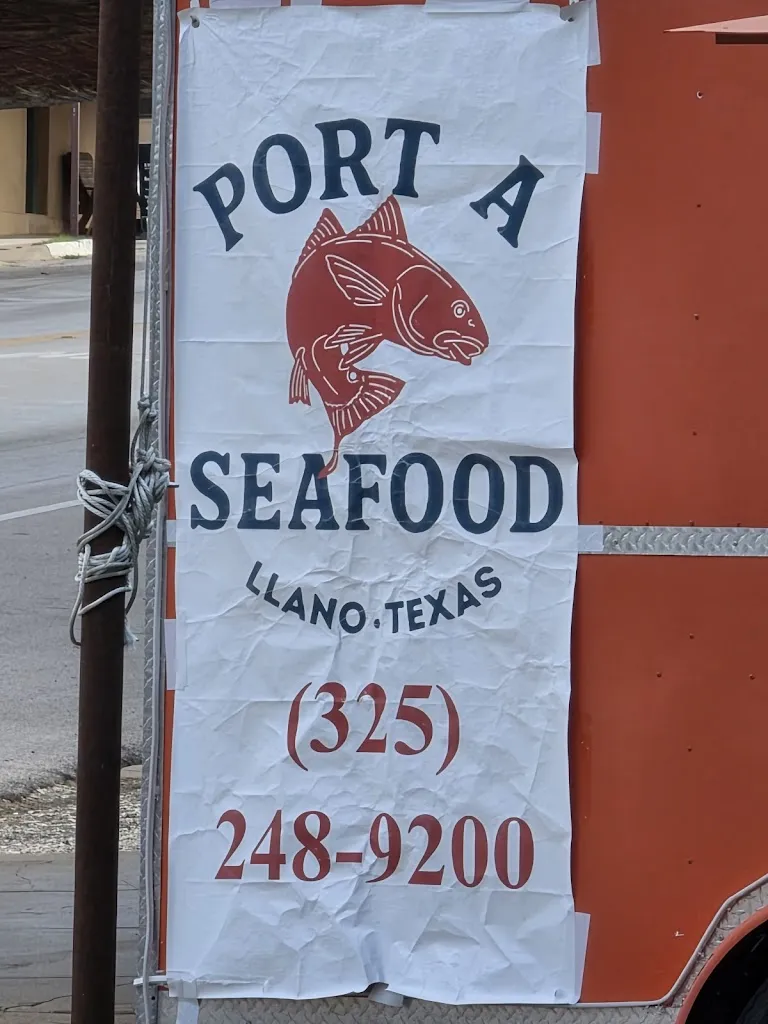 PORT A
SEAFOOD
LLANO·TEXAS
(325)
248-9200